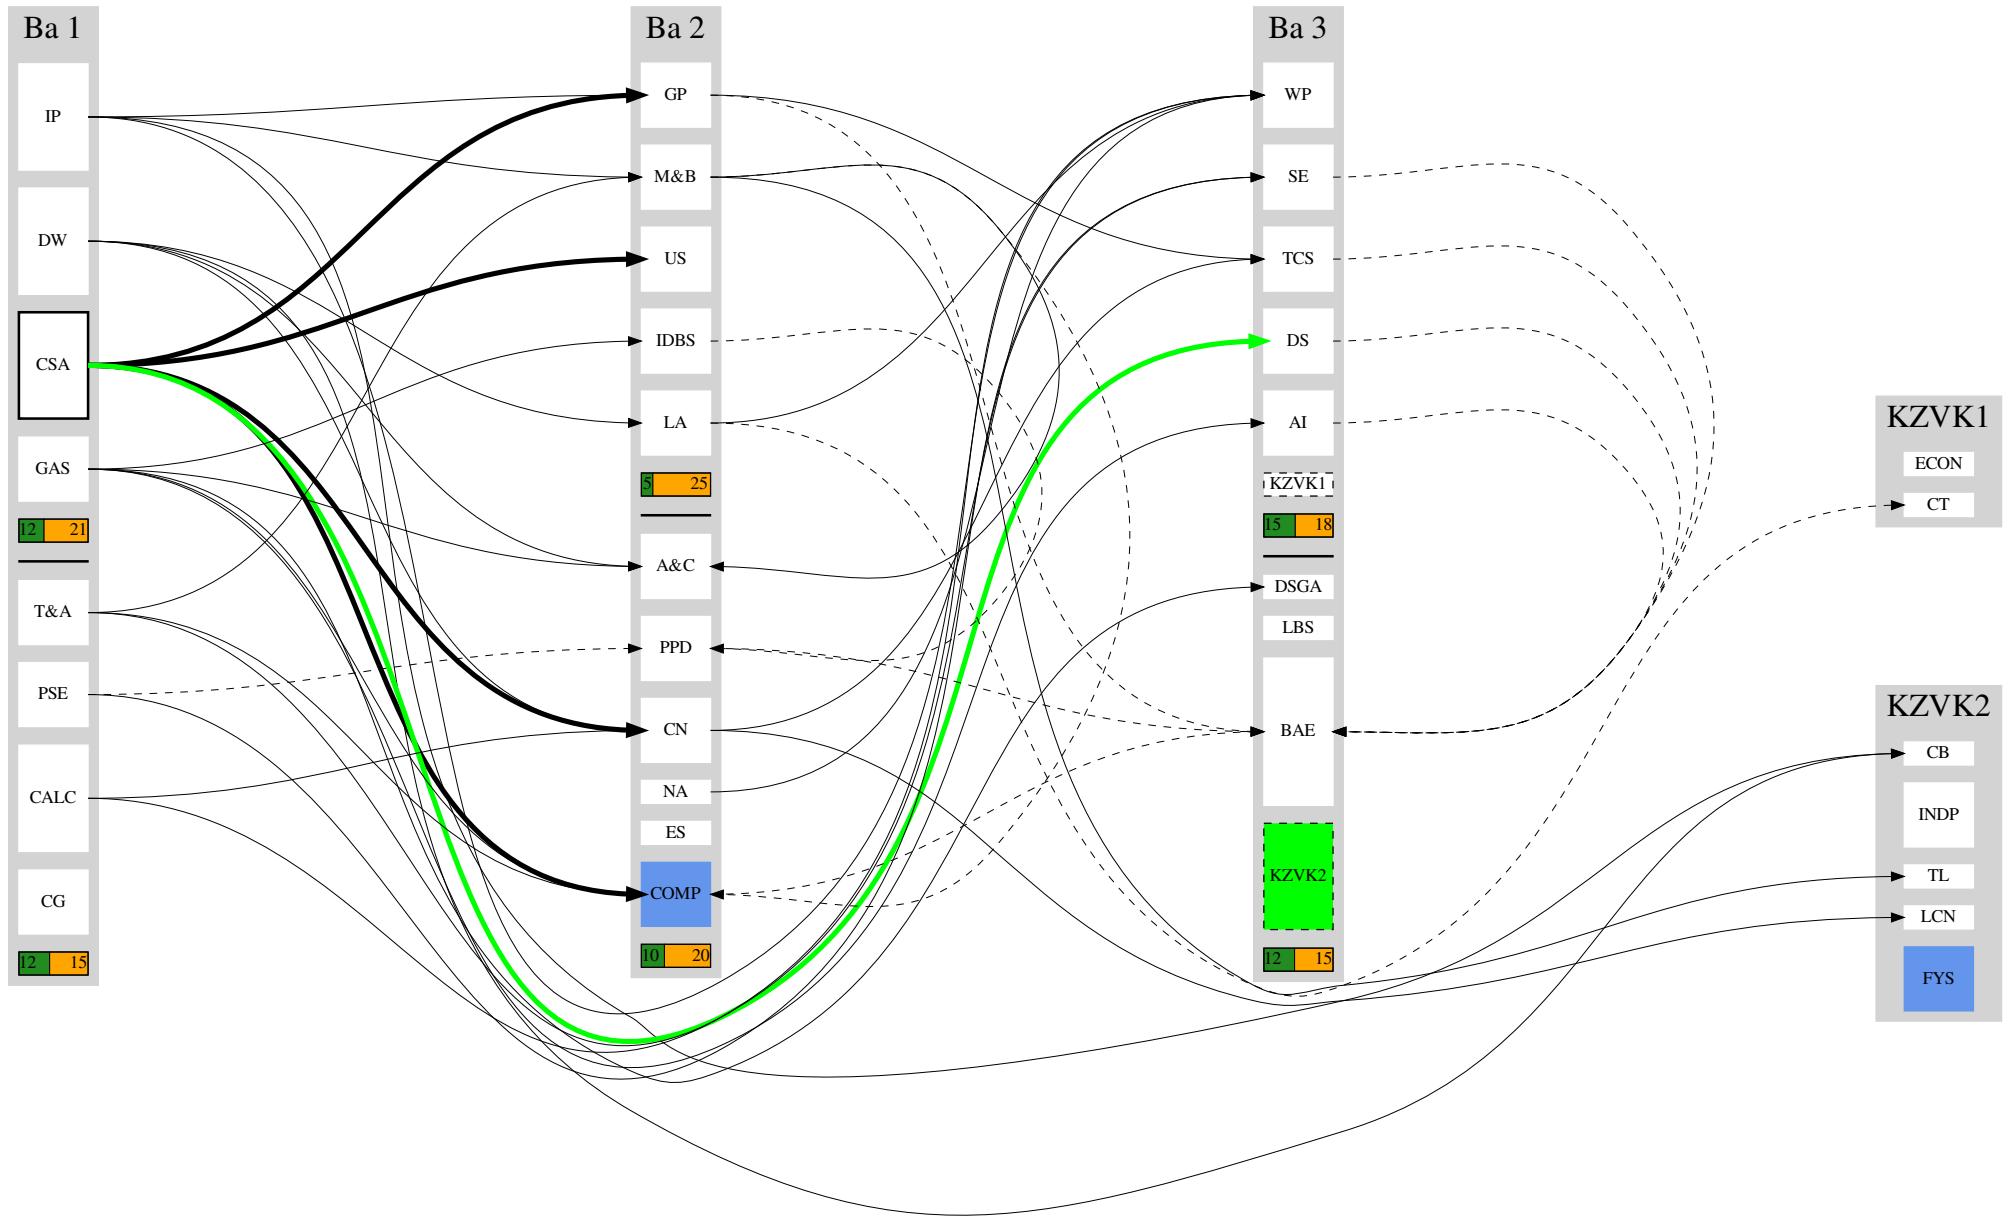 Ba 1
IP
DW
CSA
GAS
12 21
T&A
PSE
CALC
CG
12 15
Ba 2
GP
M&B
US
IDBS
LA
5 25
A&C
PPD
CN
NA
ES
COMP
10 20
Ba 3
WP
SE
TCS
DS
AI
KZVK1
15 18
DSGA
LBS
BAE
KZVK2
12 15
KZVK1
ECON
CT
KZVK2
CB
INDP
TL
LCN
FYS